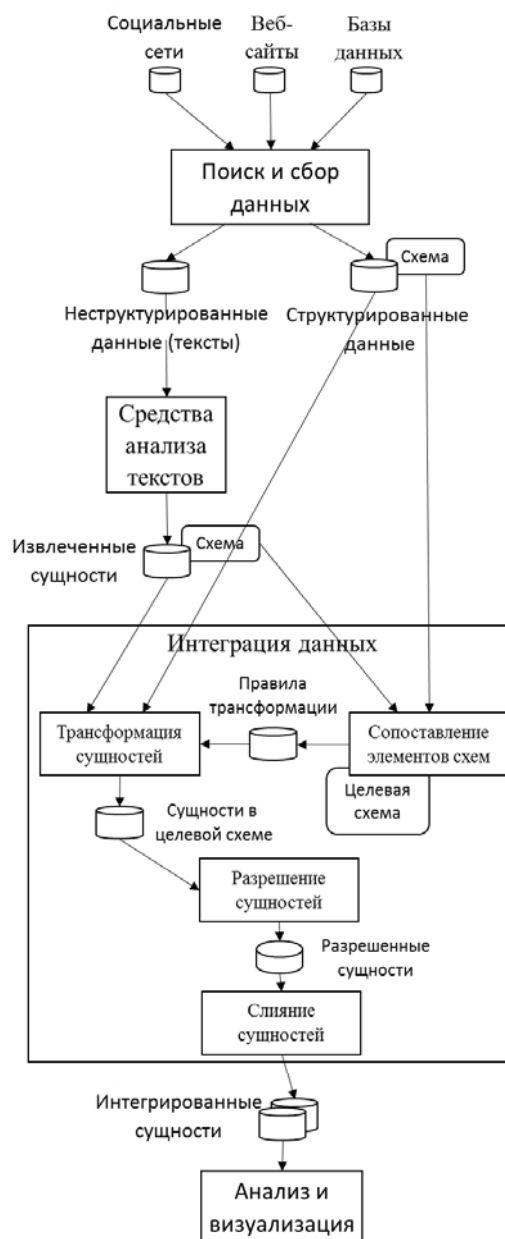 Социальные
сети
Веб-
сайты
Базы
данных
Поиск и сбор
данных
Схема
Неструктурированные
данные (тексты)
Структурированные
данные
Средства
анализа
текстов
Извлеченные
сущности
Схема
Интеграция данных
Правила
трансформации
Трансформация
сущностей
Сопоставление
элементов схем
Целевая
схема
Сущности в
целевой схеме
Разрешение
сущностей
Разрешенные
сущности
Слияние
сущностей
Интегрированные
сущности
Анализ и
визуализация